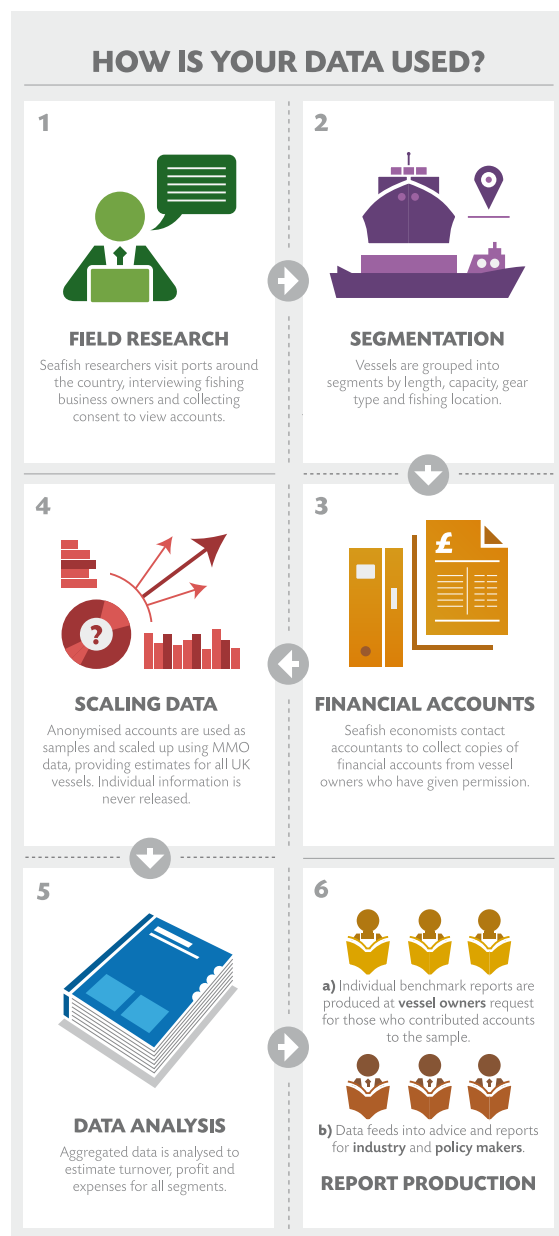 HOW IS YOUR DATA USED?
1
FIELD RESEARCH
Seafish researchers visit ports around
the country, interviewing fishing
business owners and collecting
consent to view accounts.
2
SEGMENTATION
Vessels are grouped into
segments by length, capacity, gear
type and fishing location.
3
£
FINANCIAL ACCOUNTS
Seafish economists contact
accountants to collect copies of
financial accounts from vessel
owners who have given permission.
4
?
SCALING DATA
Anonymised accounts are used as
samples and scaled up using MMO
data, providing estimates for all UK
vessels. Individual information is
never released.
5
DATA ANALYSIS
Aggregated data is analysed to
estimate turnover, profit and
expenses for all segments.
6
a) Individual benchmark reports are
produced at vessel owners request
for those who contributed accounts
to the sample.
b) Data feeds into advice and reports
for industry and policy makers.
REPORT PRODUCTION